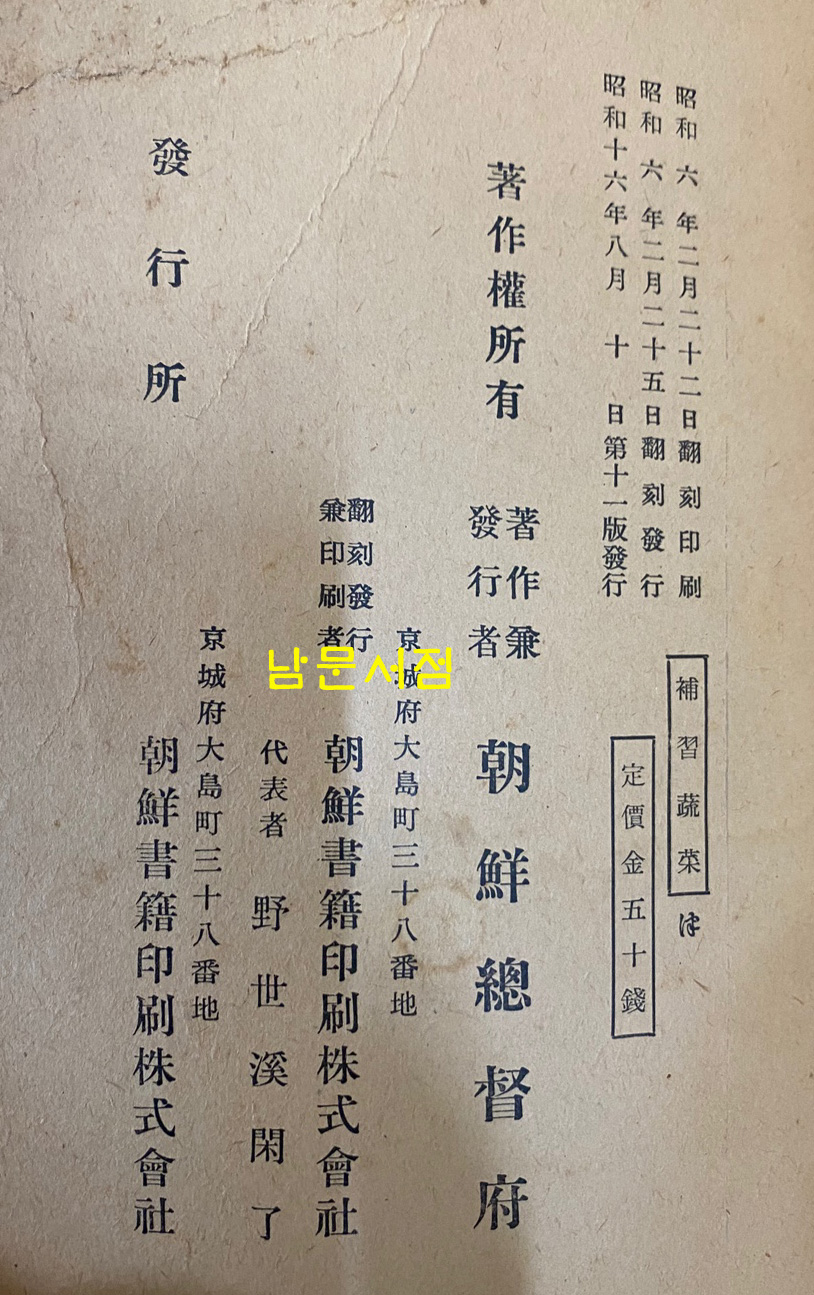 昭和六年二月二十二日翻刻印刷
昭和六年二月二十五日翻刻發行
昭和十六年八月十日第十一版發行
補習蔬菜
は
定價金五十錢
著作權所有
著作兼
發行者
朝鮮總督府
京城府大島町三十八番地
翻刻發行
兼印刷者
朝鮮書籍印刷株式會社
代表者 野世溪閑了
京城府大島町三十八番地
發行所
朝鮮書籍印刷株式會社
남문서점